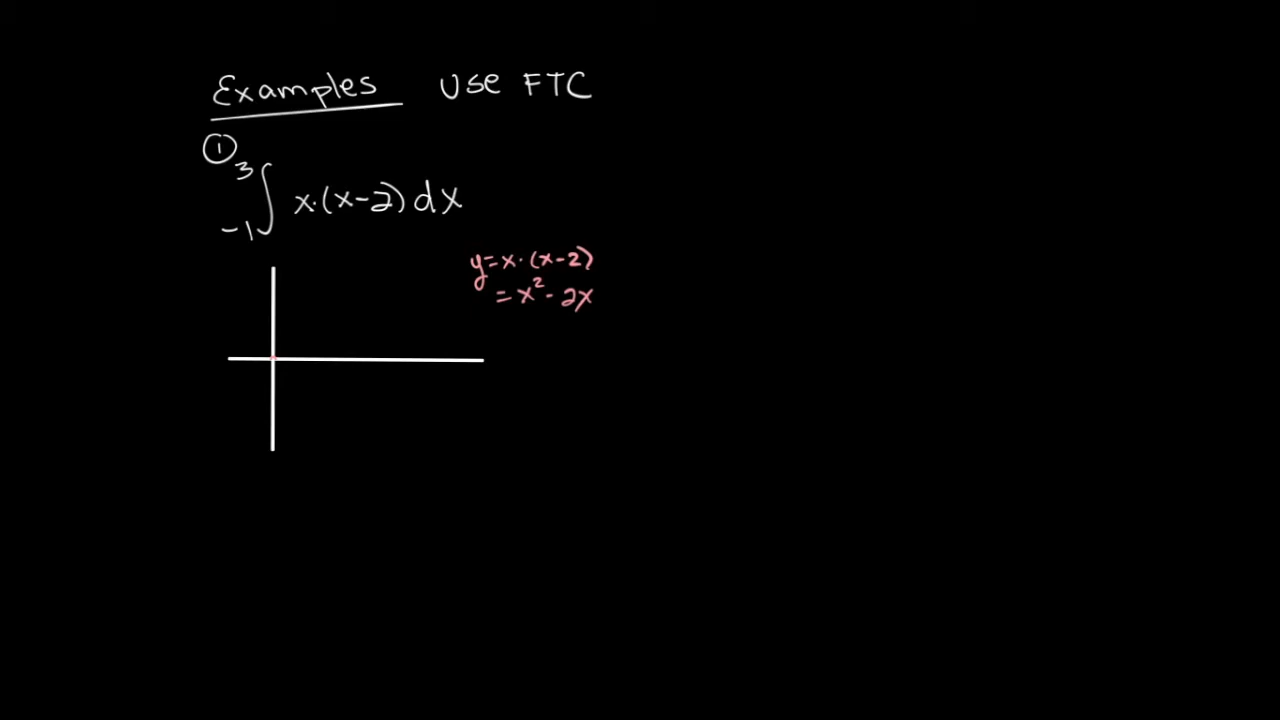 Examples Use FTC
①
3
∫ x·(x-2) dx
-1
y=x·(x-2)
= x² - 2x